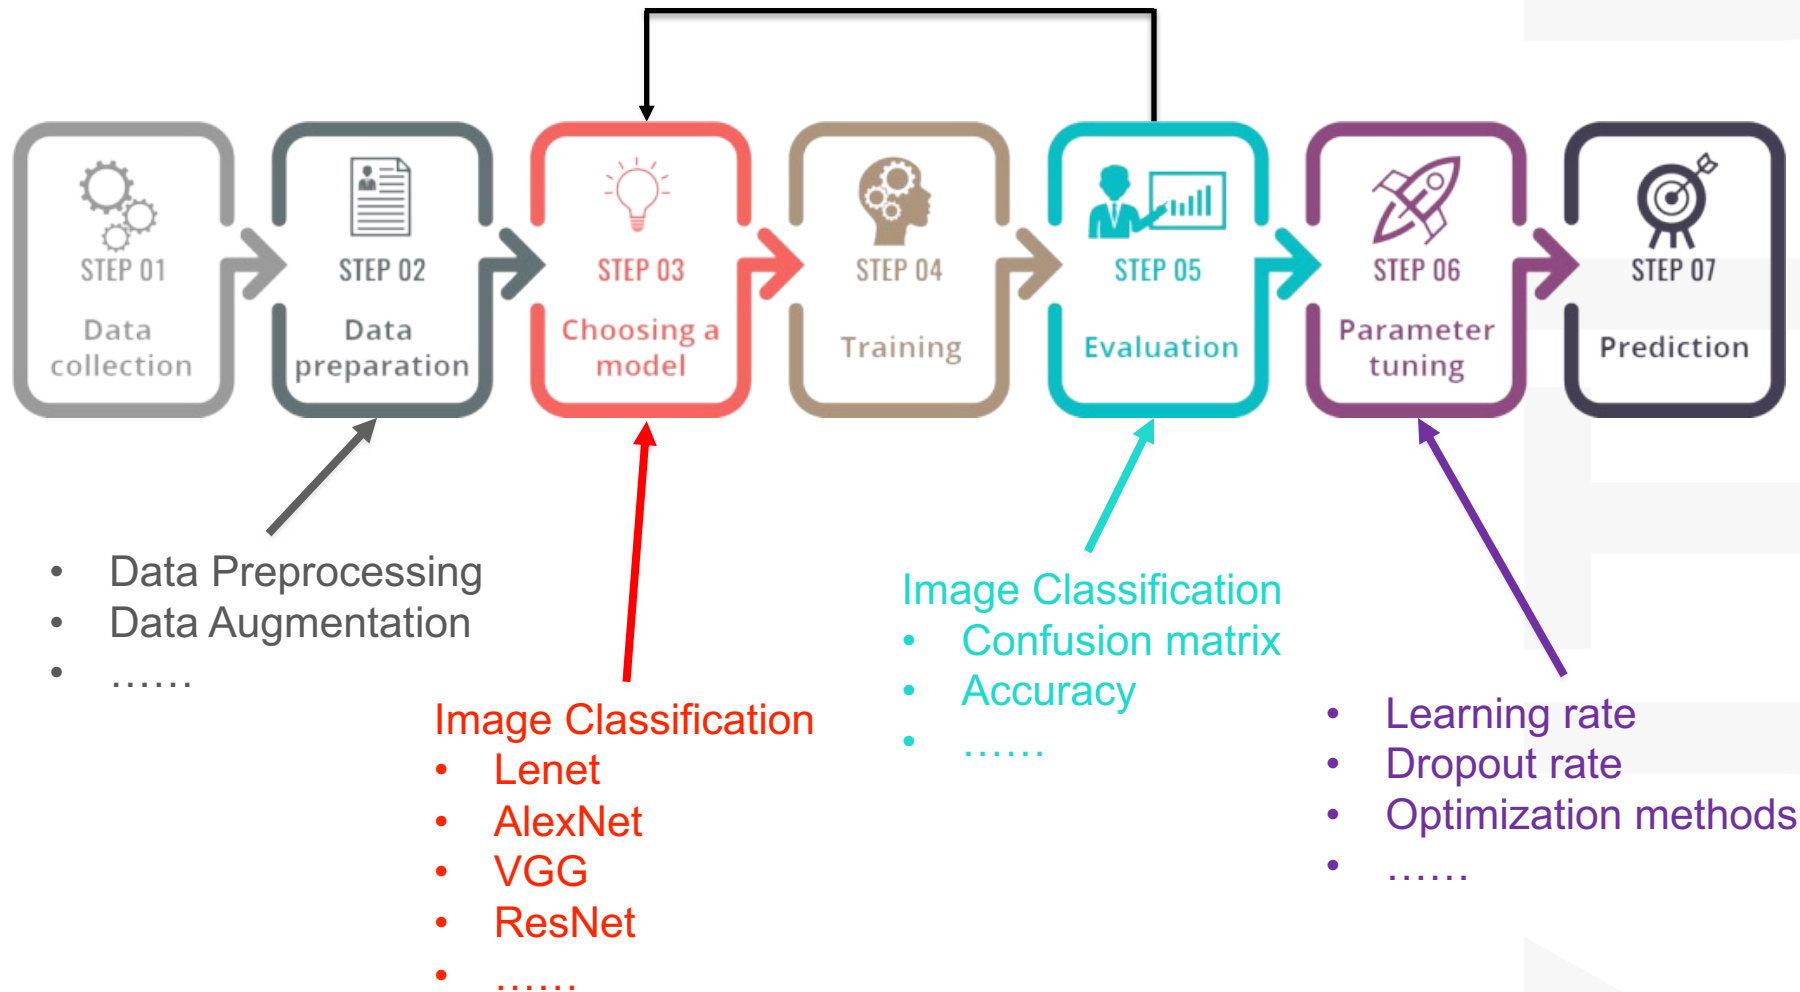 STEP 01
Data
collection
STEP 02
Data
preparation
STEP 03
Choosing a
model
STEP 04
Training
STEP 05
Evaluation
STEP 06
Parameter
tuning
STEP 07
Prediction
• Data Preprocessing
• Data Augmentation
• ……
Image Classification
• Lenet
• AlexNet
• VGG
• ResNet
• ……
Image Classification
• Confusion matrix
• Accuracy
• ……
• Learning rate
• Dropout rate
• Optimization methods
• ……